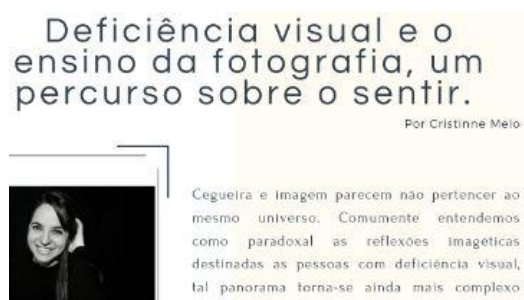 Deficiência visual e o
ensino da fotografia, um
percurso sobre o sentir.
Por Cristinne Melo
Cegueira e imagem parecem não pertencer ao
mesmo universo. Comumente entendemos
como paradoxal as reflexões imagéticas
destinadas as pessoas com deficiência visual,
tal panorama torna-se ainda mais complexo